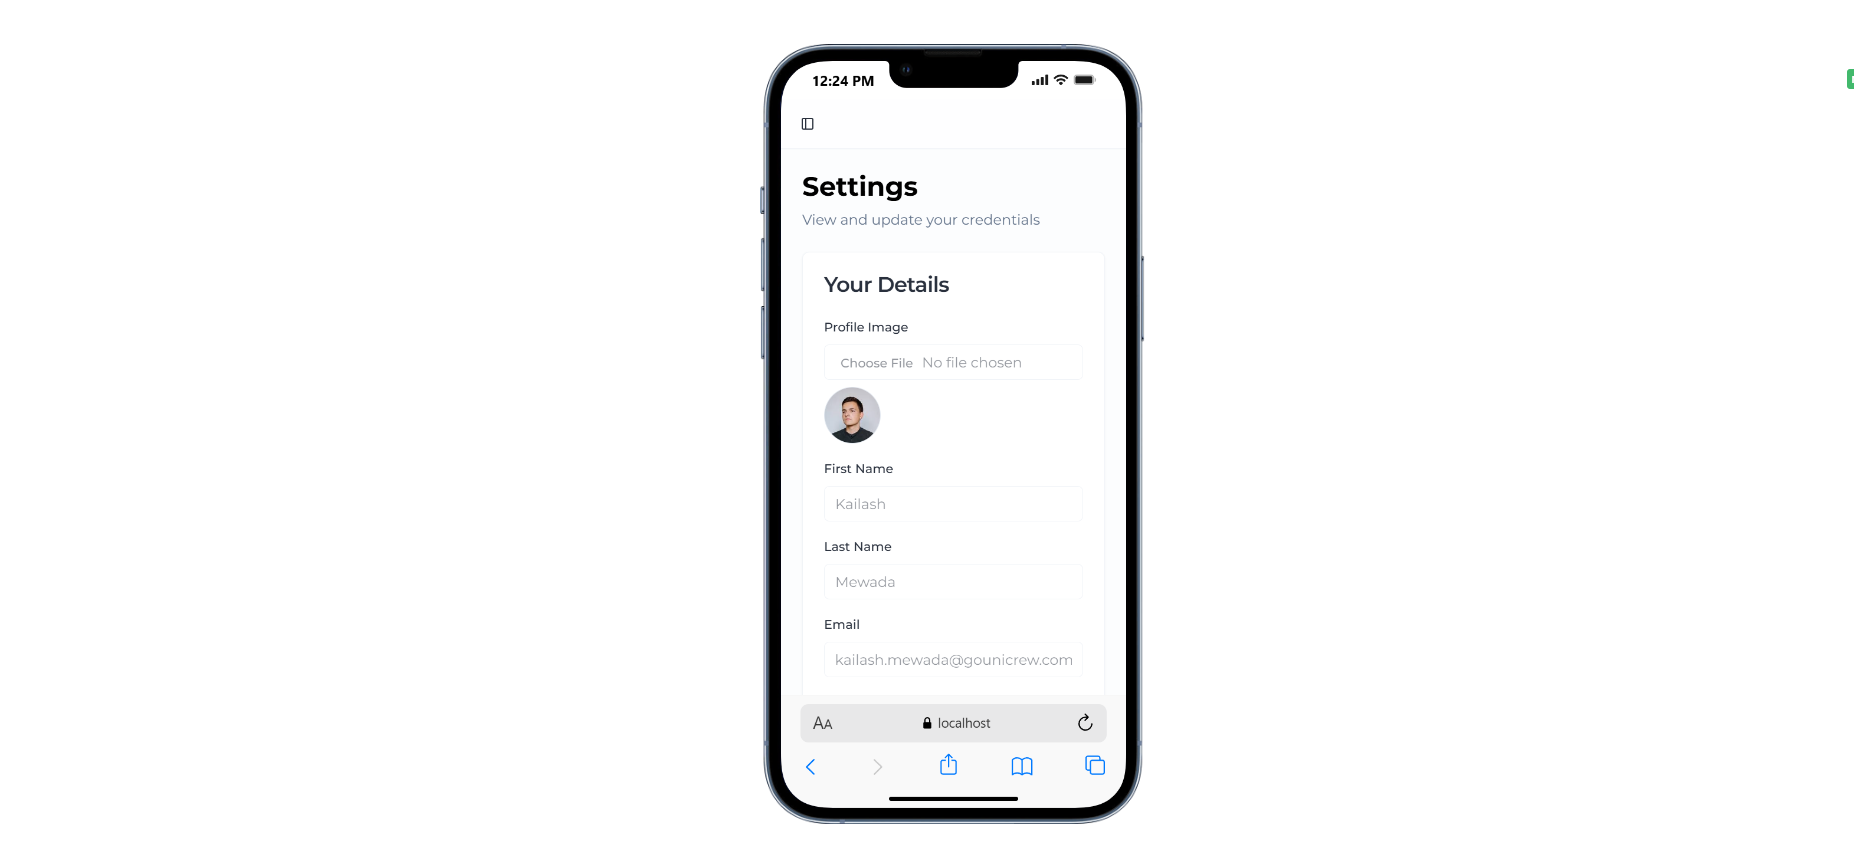 12:24 PM
Settings
View and update your credentials
Your Details
Profile Image
Choose File No file chosen
First Name
Kailash
Last Name
Mewada
Email
kailash.mewada@gounicrew.com
AA localhost